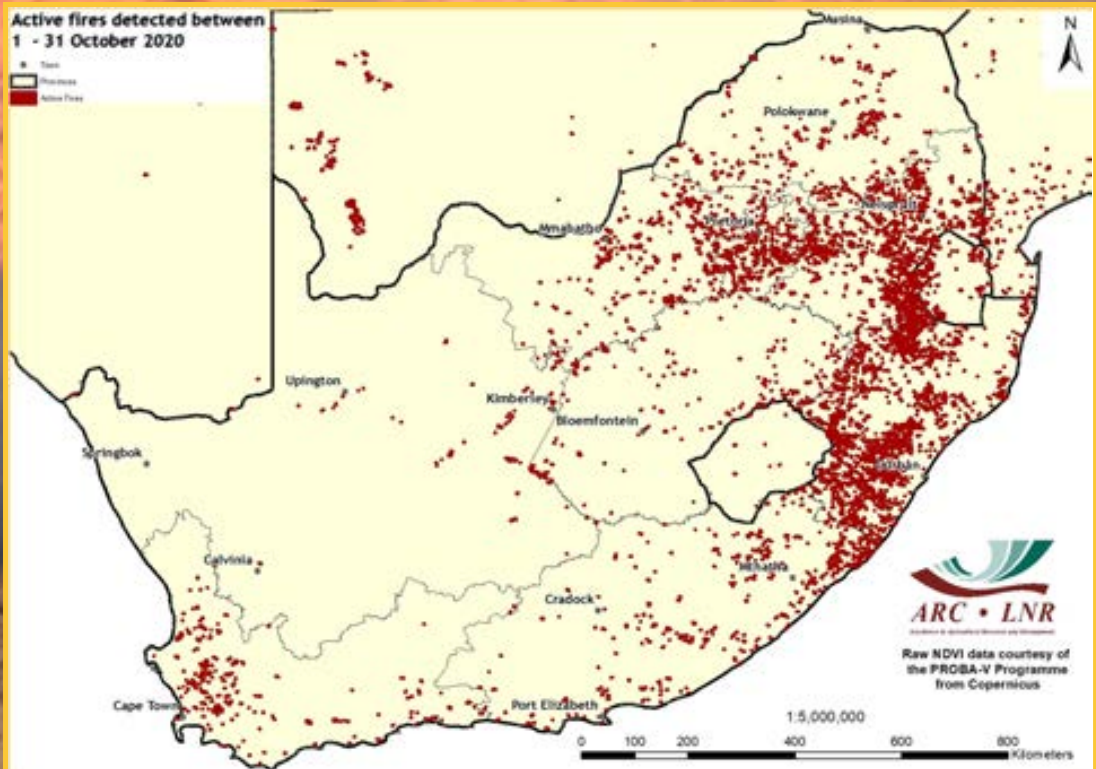 Active fires detected between
1 - 31 October 2020
Town
Provinces
Active Fires
N
Musina
Polokwane
Nelspruit
Pretoria
Mmabatho
Upington
Kimberley
Bloemfontein
Springbok
Durban
Calvinia
Mthatha
Cradock
Cape Town
Port Elizabeth
ARC • LNR
Raw NDVI data courtesy of
the PROBA-V Programme
from Copernicus
1:5,000,000
0 100 200 400 600 800
Kilometers